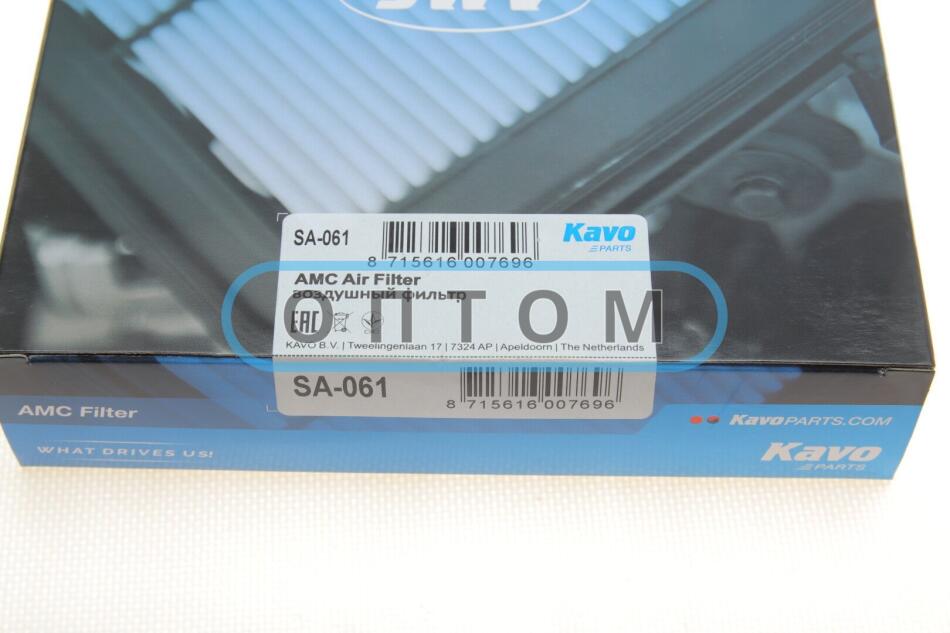 SA-061
Kavo
PARTS
8 715616 007696
AMC Air Filter
воздушный фильтр
ОПТОМ
EAC
KAVO B.V. | Tweelingenlaan 17 | 7324 AP | Apeldoorn | The Netherlands
SA-061
8 715616 007696
AMC Filter
KavoPARTS.COM
WHAT DRIVES US!
Kavo
PARTS